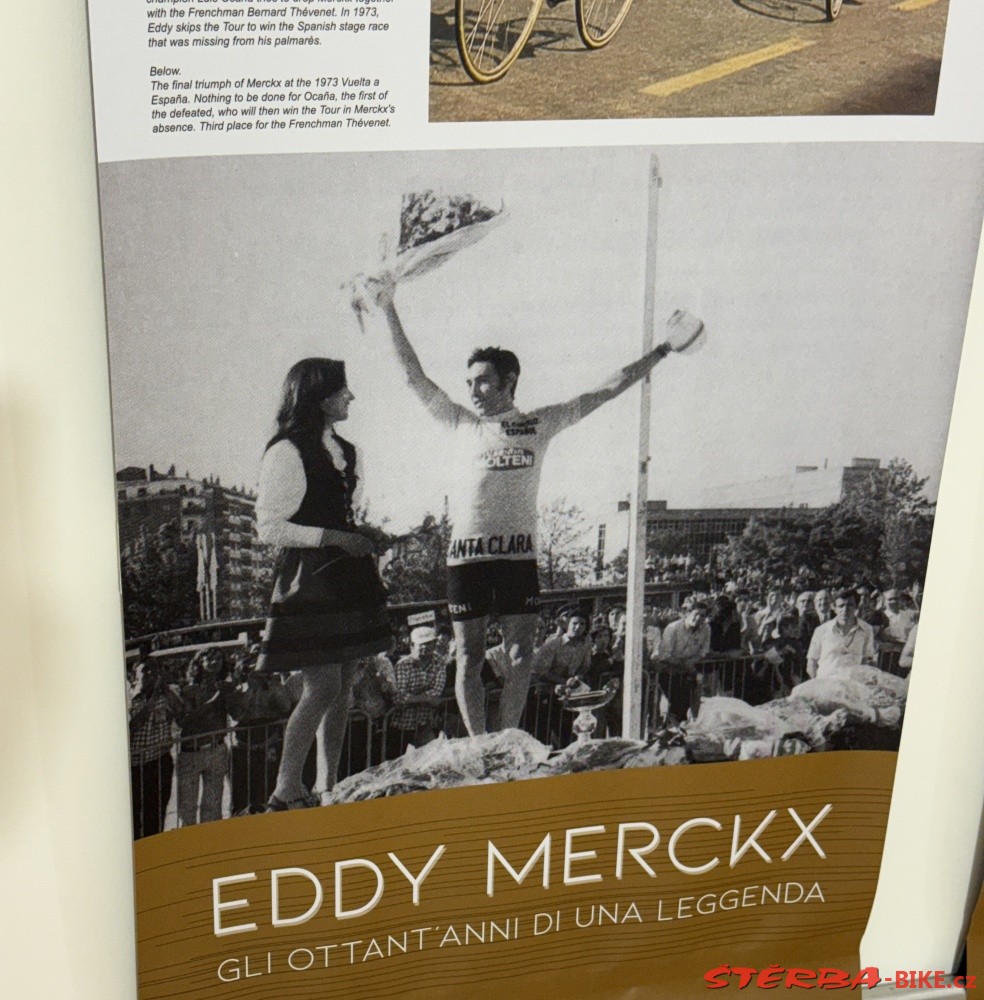 champion Luis Ocaña tries to drop Merckx together
with the Frenchman Bernard Thévenet. In 1973,
Eddy skips the Tour to win the Spanish stage race
that was missing from his palmarès.
Below.
The final triumph of Merckx at the 1973 Vuelta a
España. Nothing to be done for Ocaña, the first of
the defeated, who will then win the Tour in Merckx's
absence. Third place for the Frenchman Thévenet.
ESPAÑOL
MOLTENI
ANTA CLARA
TENI
MO
EDDY MERCKX
GLI OTTANT'ANNI DI UNA LEGGENDA
ŠTĚRBA-BIKE.cz